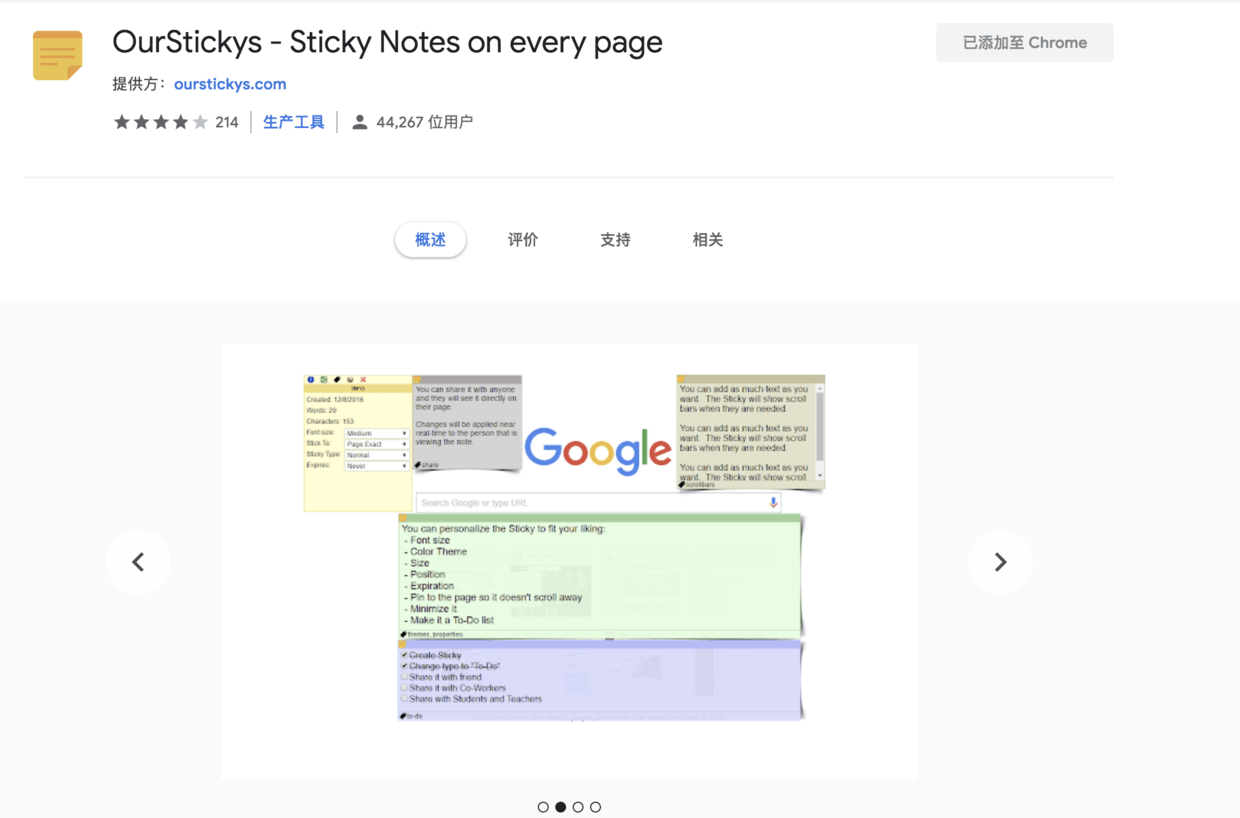 OurStickys - Sticky Notes on every page
已添加至 Chrome
提供方： ourstickys.com
214
生产工具
44,267 位用户
概述
评价
支持
相关
INFO
Created: 12/8/2016
Words: 29
Characters: 153
Font size: Medium
Stick To: Page Exact
Sticky Type: Normal
Expires: Never
You can share it with anyone
and they will see it directly on
their page.
Changes will be applied near
real-time to the person that is
viewing the note.
share
Google
You can add as much text as you
want. The Sticky will show scroll
bars when they are needed.
You can add as much text as you
want. The Sticky will show scroll
bars when they are needed.
You can add as much text as you
want. The Sticky will show scroll
scrollbars
Search Google or type URL
You can personalize the Sticky to fit your liking:
- Font size
- Color Theme
- Size
- Position
- Expiration
- Pin to the page so it doesn't scroll away
- Minimize it
- Make it a To-Do list
themes, properties
Create Sticky
Change type to "To-Do"
Share it with friend
Share it with Co-Workers
Share with Students and Teachers
to-do